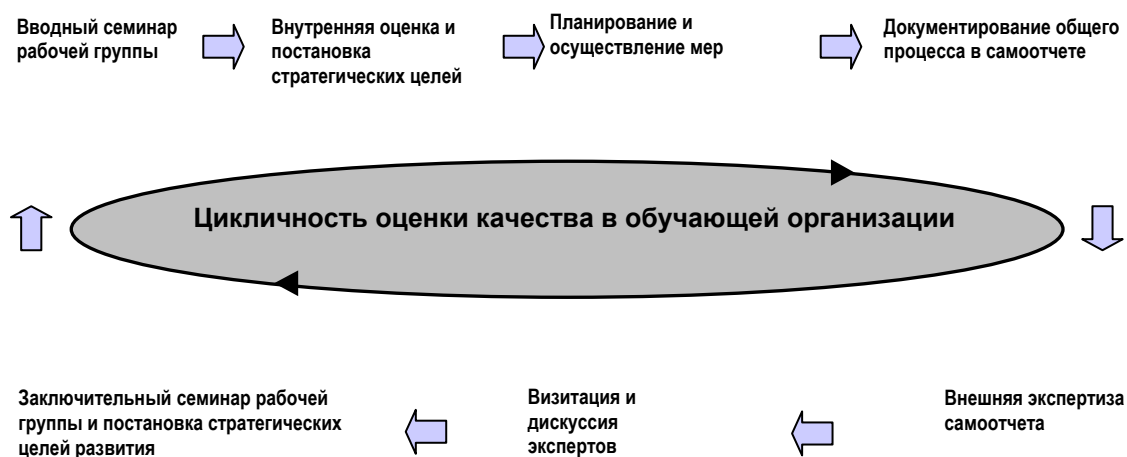 Вводный семинар
рабочей группы
Внутренняя оценка и
постановка
стратегических целей
Планирование и
осуществление мер
Документирование общего
процесса в самоотчете
Цикличность оценки качества в обучающей организации
Заключительный семинар рабочей
группы и постановка стратегических
целей развития
Визитация и
дискуссия
экспертов
Внешняя экспертиза
самоотчета